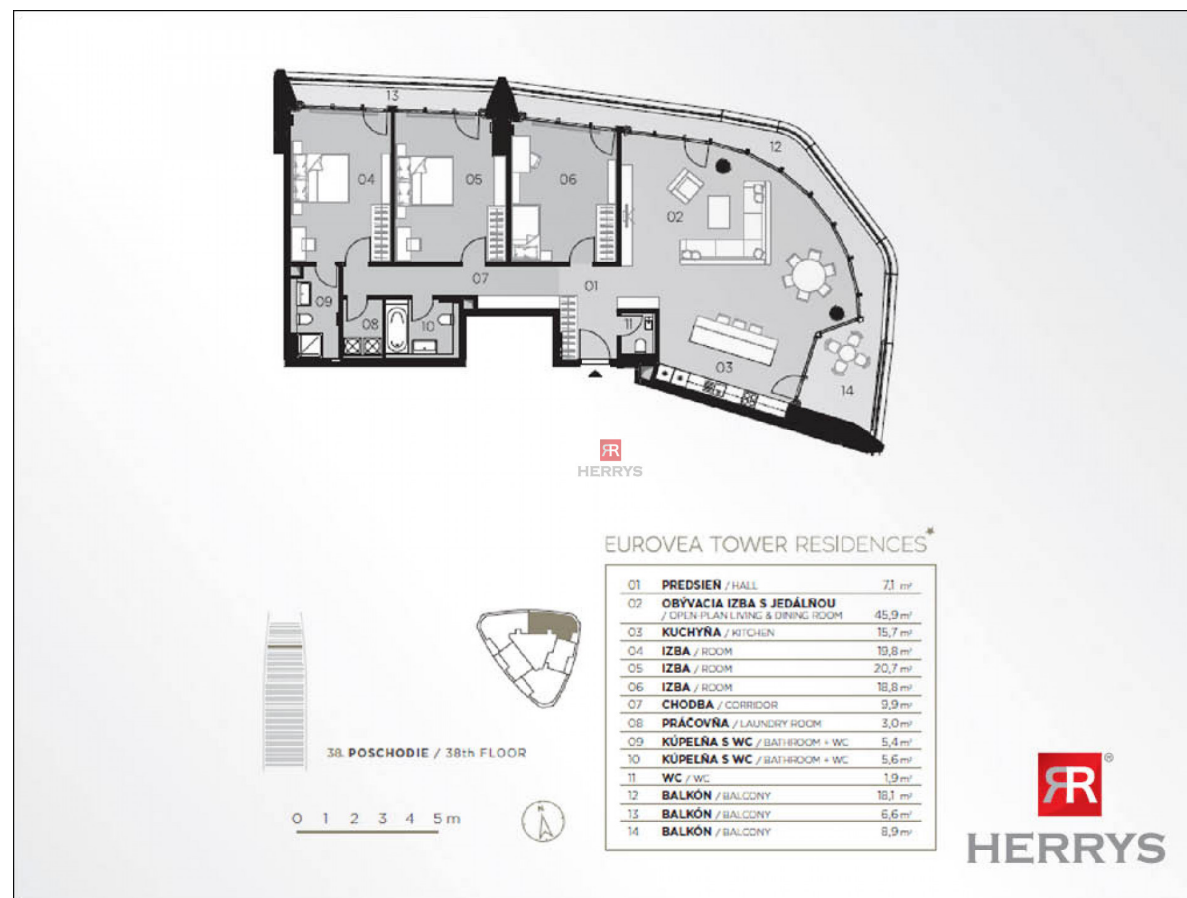 13
12
04
05
06
02
07
01
09
08
10
11
03
14
RR
HERRYS
EUROVEA TOWER RESIDENCES*
01 PREDSIEŇ / HALL 7,1 m²
02 OBÝVACIA IZBA S JEDÁLŇOU
/ OPEN-PLAN LIVING & DINING ROOM 45,9 m²
03 KUCHYŇA / KITCHEN 15,7 m²
04 IZBA / ROOM 19,8 m²
05 IZBA / ROOM 20,7 m²
06 IZBA / ROOM 18,8 m²
07 CHODBA / CORRIDOR 9,9 m²
08 PRÁČOVŇA / LAUNDRY ROOM 3,0 m²
09 KÚPEĽŇA S WC / BATHROOM + WC 5,4 m²
10 KÚPEĽŇA S WC / BATHROOM + WC 5,6 m²
11 WC / WC 1,9 m²
12 BALKÓN / BALCONY 18,1 m²
13 BALKÓN / BALCONY 6,6 m²
14 BALKÓN / BALCONY 8,9 m²
38. POSCHODIE / 38th FLOOR
0 1 2 3 4 5 m
N
RR®
HERRYS